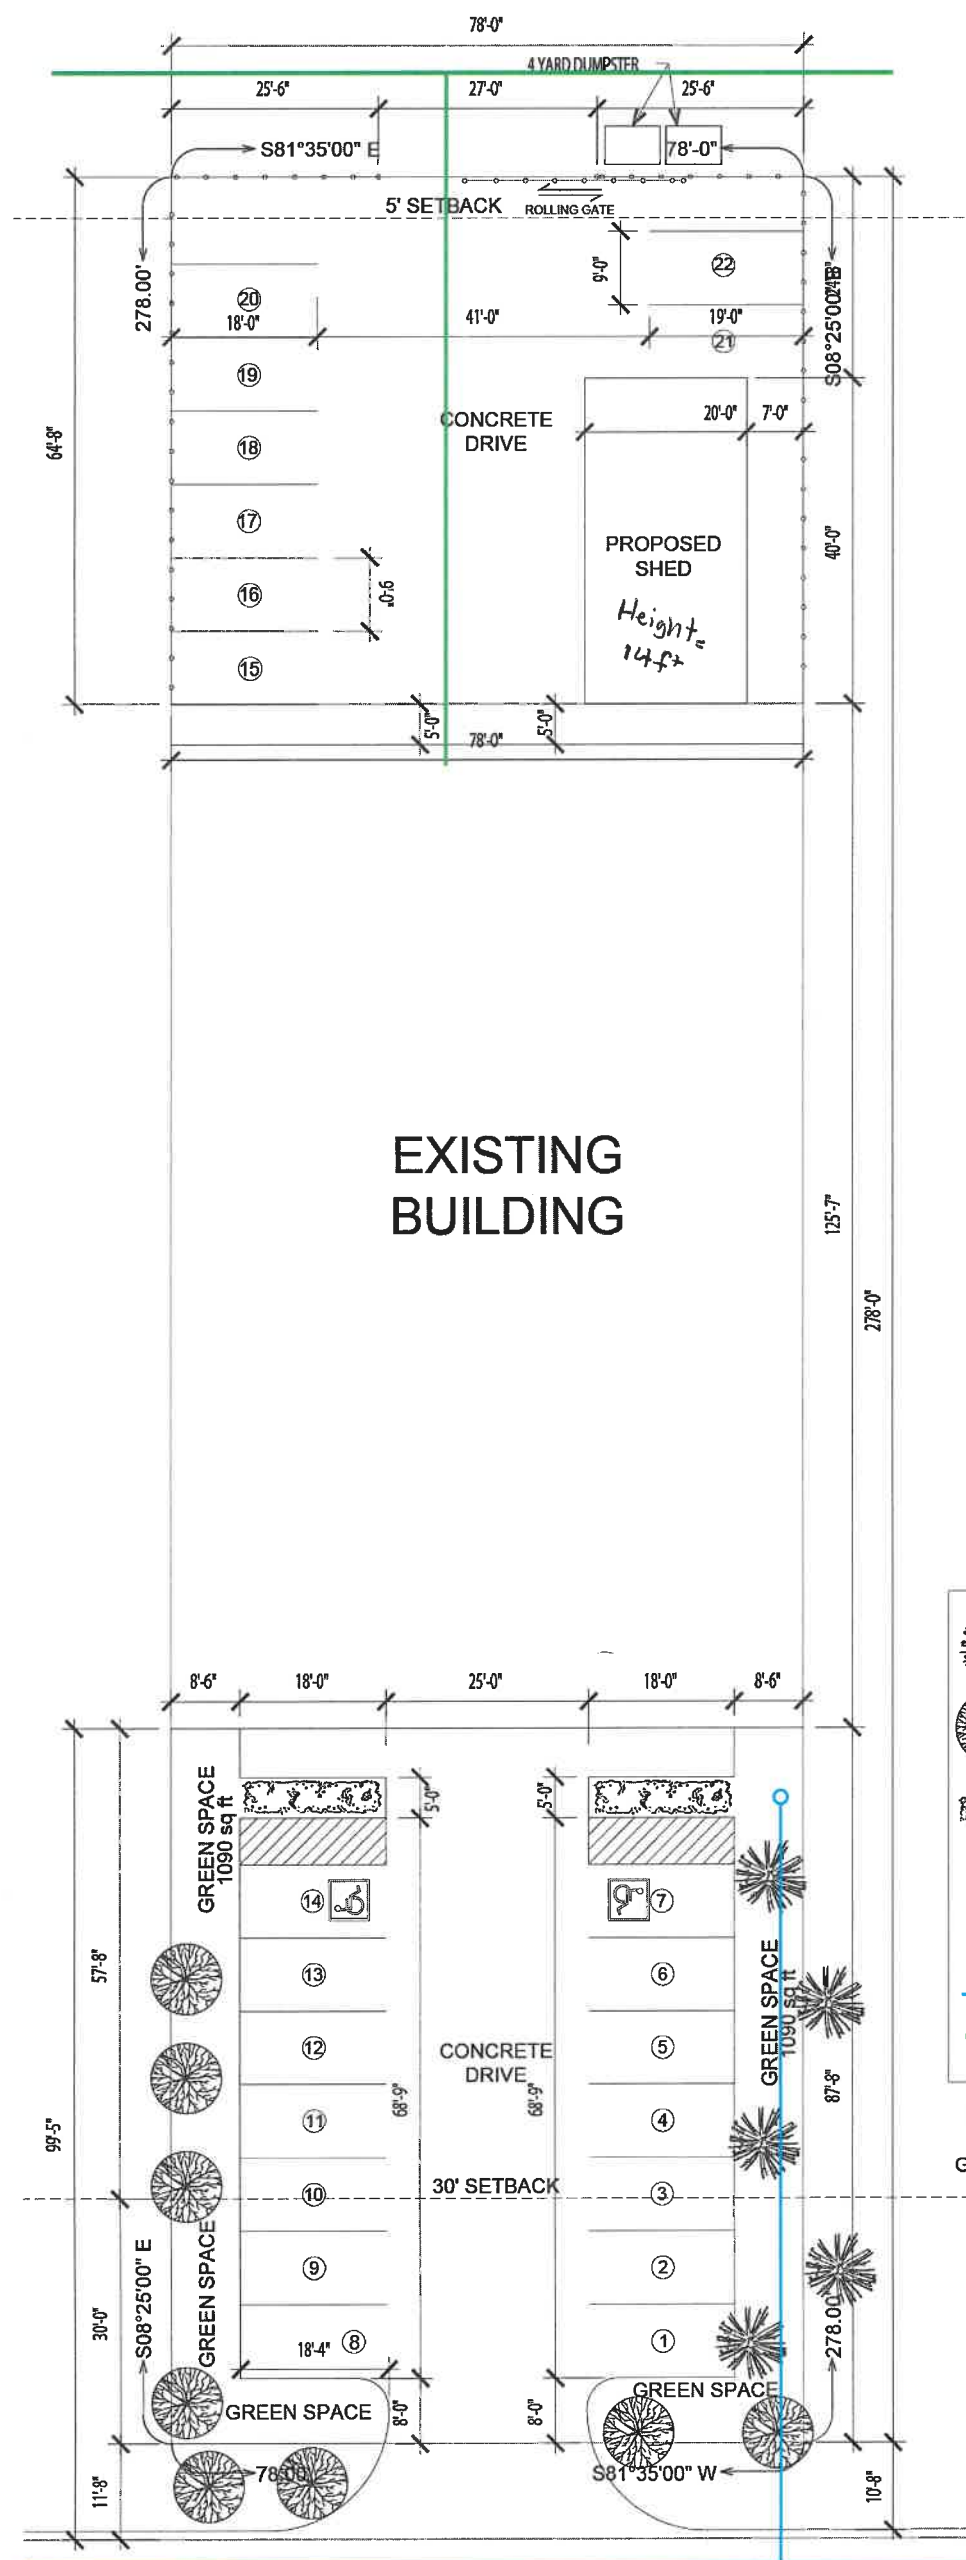 78'-0"
4 YARD DUMPSTER
25'-6"
27'-0"
25'-6"
S81°35'00" E
78'-0"
5' SETBACK
ROLLING GATE
278.00'
S08°25'00"
9'-0"
22
20
18'-0"
41'-0"
19'-0"
21
19
64'-8"
CONCRETE
DRIVE
20'-0"
7'-0"
18
17
PROPOSED
SHED
40'-0"
16
9'-0"
Height=
14ft
15
5'-0"
5'-0"
78'-0"
EXISTING
BUILDING
125'-7"
278'-0"
8'-6"
18'-0"
25'-0"
18'-0"
8'-6"
GREEN SPACE
1090 sq ft
5'-0"
5'-0"
14
7
57'-8"
13
6
GREEN SPACE
1090 sq ft
12
CONCRETE
DRIVE
5
87'-8"
99'-5"
11
68'-9"
68'-9"
4
10
30' SETBACK
3
GREEN SPACE
9
2
30'-0"
S08°25'00" E
278.00'
18'-4"
8
1
GREEN SPACE
8'-0"
8'-0"
GREEN SPACE
11'-8"
78.00
S81°35'00" W
10'-8"